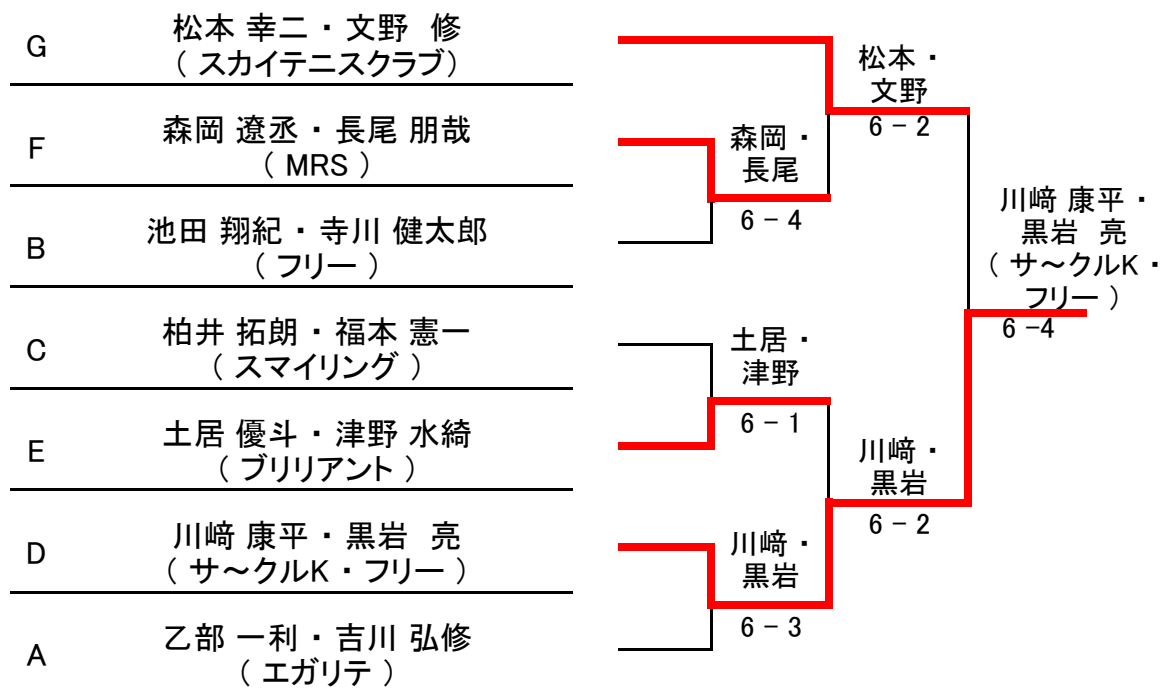 G
松本 幸二 ・ 文野　修
（ スカイテニスクラブ）
F
森岡 遼丞 ・ 長尾 朋哉
（ MRS ）
B
池田 翔紀 ・ 寺川 健太郎
（ フリー ）
C
柏井 拓朗 ・ 福本 憲一
（ スマイリング ）
E
土居 優斗 ・ 津野 水綺
（ ブリリアント ）
D
川﨑 康平 ・ 黒岩　亮
（ サ～クルK ・ フリー ）
A
乙部 一利 ・ 吉川 弘修
（ エガリテ ）
森岡 ・
長尾
6 － 4
土居 ・
津野
6 － 1
川﨑 ・
黒岩
6 － 3
松本 ・
文野
6 － 2
川﨑 ・
黒岩
6 － 2
川﨑 康平 ・
黒岩　亮
（ サ～クルK ・
フリー ）
6 －4